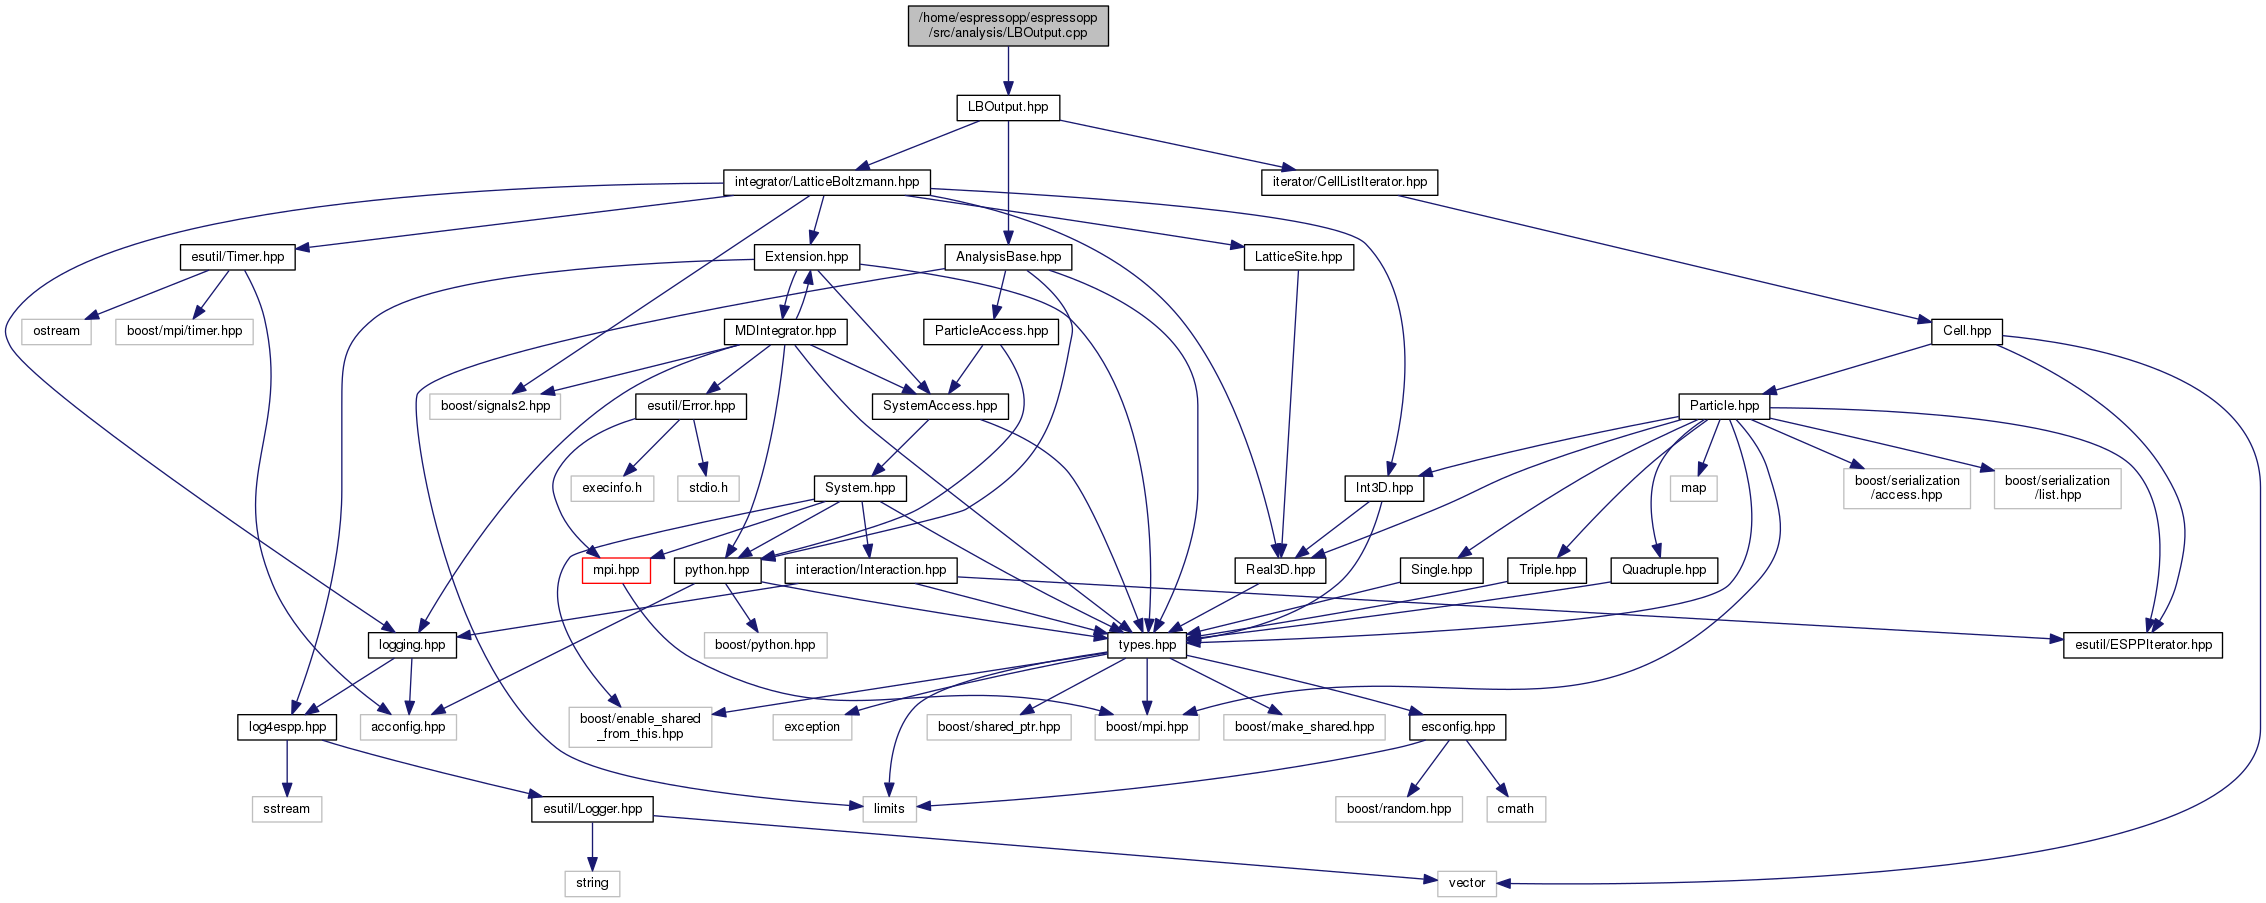 /home/espressopp/espressopp
/src/analysis/LBOutput.cpp
LBOutput.hpp
integrator/LatticeBoltzmann.hpp
iterator/CellListIterator.hpp
esutil/Timer.hpp
Extension.hpp
AnalysisBase.hpp
LatticeSite.hpp
ostream
boost/mpi/timer.hpp
MDIntegrator.hpp
ParticleAccess.hpp
Cell.hpp
boost/signals2.hpp
esutil/Error.hpp
SystemAccess.hpp
Particle.hpp
execinfo.h
stdio.h
System.hpp
Int3D.hpp
map
boost/serialization
/access.hpp
boost/serialization
/list.hpp
mpi.hpp
python.hpp
interaction/Interaction.hpp
Real3D.hpp
Single.hpp
Triple.hpp
Quadruple.hpp
logging.hpp
boost/python.hpp
types.hpp
esutil/ESPPIterator.hpp
log4espp.hpp
acconfig.hpp
boost/enable_shared
_from_this.hpp
exception
boost/shared_ptr.hpp
boost/mpi.hpp
boost/make_shared.hpp
esconfig.hpp
sstream
esutil/Logger.hpp
limits
boost/random.hpp
cmath
string
vector